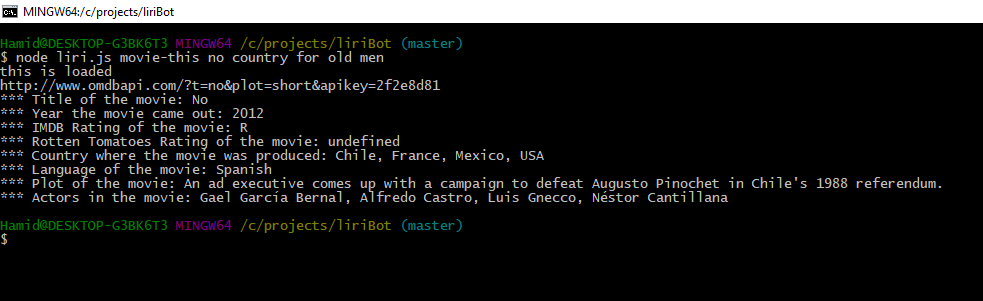 MINGW64:/c/projects/liriBot
Hamid@DESKTOP-G3BK6T3 MINGW64 /c/projects/liriBot (master)
$ node liri.js movie-this no country for old men
this is loaded
http://www.omdbapi.com/?t=no&plot=short&apikey=2f2e8d81
*** Title of the movie: No
*** Year the movie came out: 2012
*** IMDB Rating of the movie: R
*** Rotten Tomatoes Rating of the movie: undefined
*** Country where the movie was produced: Chile, France, Mexico, USA
*** Language of the movie: Spanish
*** Plot of the movie: An ad executive comes up with a campaign to defeat Augusto Pinochet in Chile's 1988 referendum.
*** Actors in the movie: Gael García Bernal, Alfredo Castro, Luis Gnecco, Néstor Cantillana
Hamid@DESKTOP-G3BK6T3 MINGW64 /c/projects/liriBot (master)
$